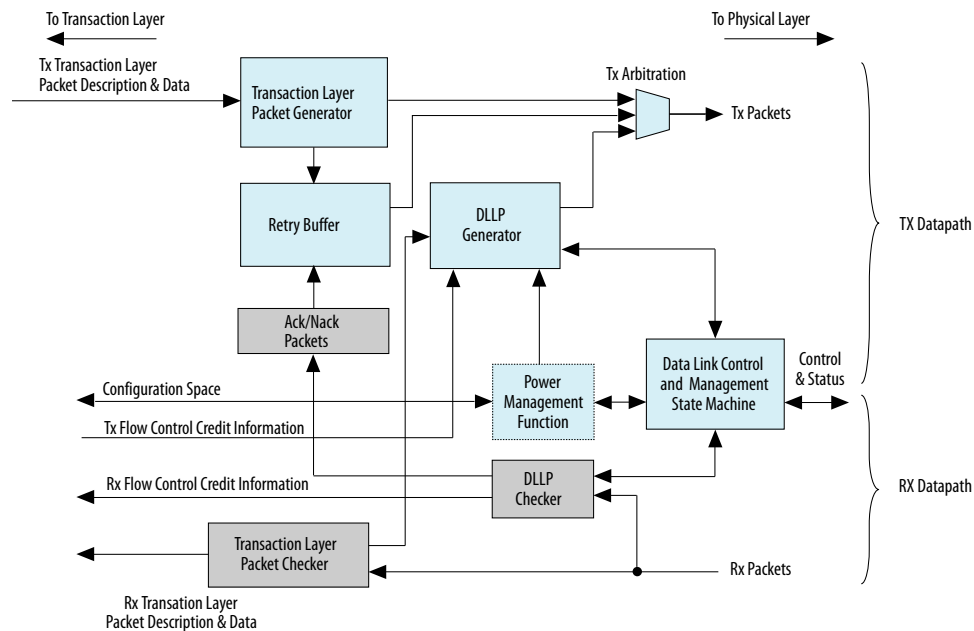 To Transaction Layer
To Physical Layer
Tx Transaction Layer
Packet Description & Data
Transaction Layer
Packet Generator
Tx Arbitration
Tx Packets
Retry Buffer
DLLP
Generator
TX Datapath
Ack/Nack
Packets
Configuration Space
Power
Management
Function
Data Link Control
and Management
State Machine
Control
& Status
Tx Flow Control Credit Information
Rx Flow Control Credit Information
DLLP
Checker
RX Datapath
Transaction Layer
Packet Checker
Rx Packets
Rx Transation Layer
Packet Description & Data